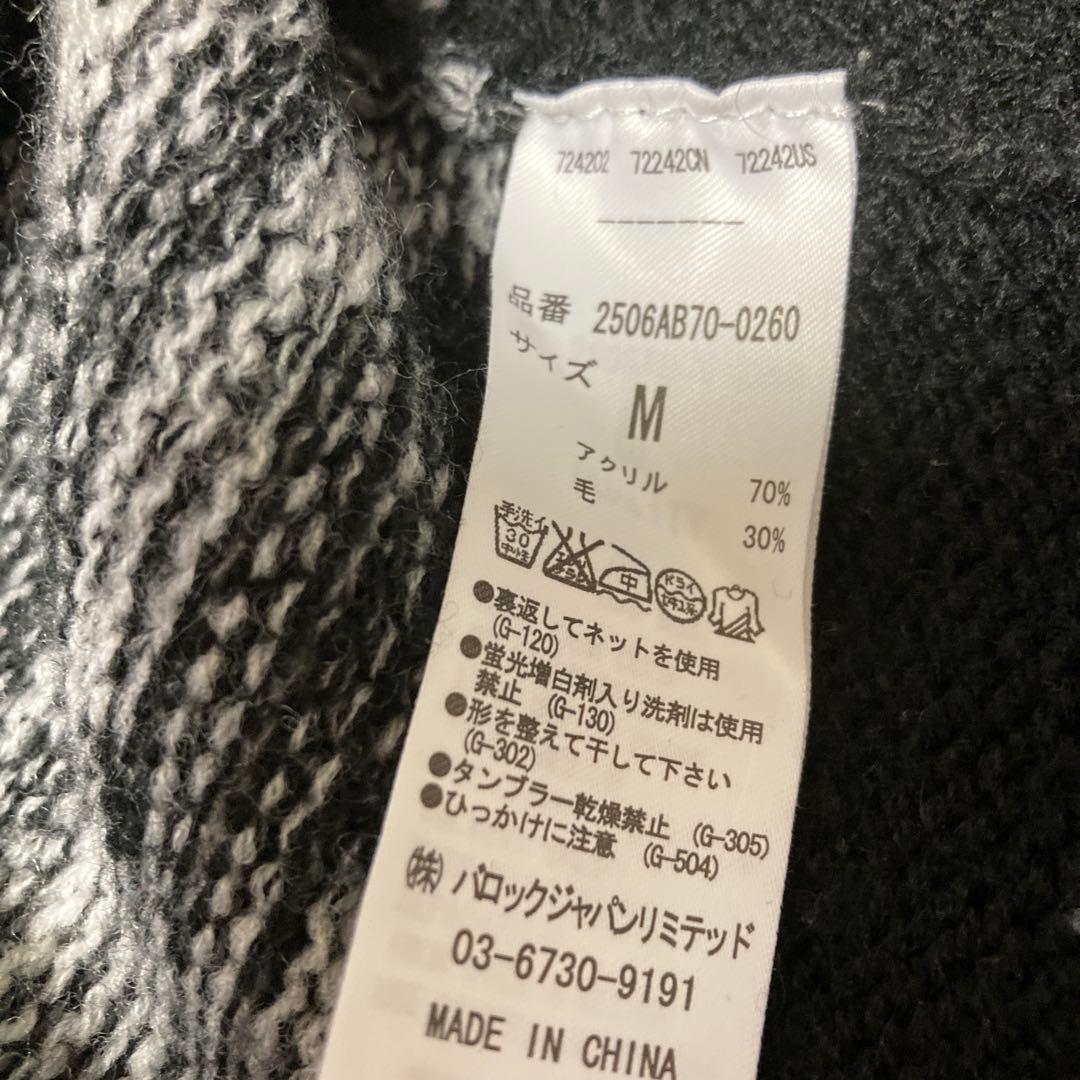 724202 72242CN 72242US
-------
品番 2506AB70-0260
サイズ
M
アクリル 70%
毛 30%
手洗イ
30
中性
中
ドライ
●裏返してネットを使用
(G-120)
●蛍光増白剤入り洗剤は使用
禁止 (G-130)
●形を整えて干して下さい
(G-302)
●タンブラー乾燥禁止 (G-305)
●ひっかけに注意 (G-504)
㈱バロックジャパンリミテッド
03-6730-9191
MADE IN CHINA